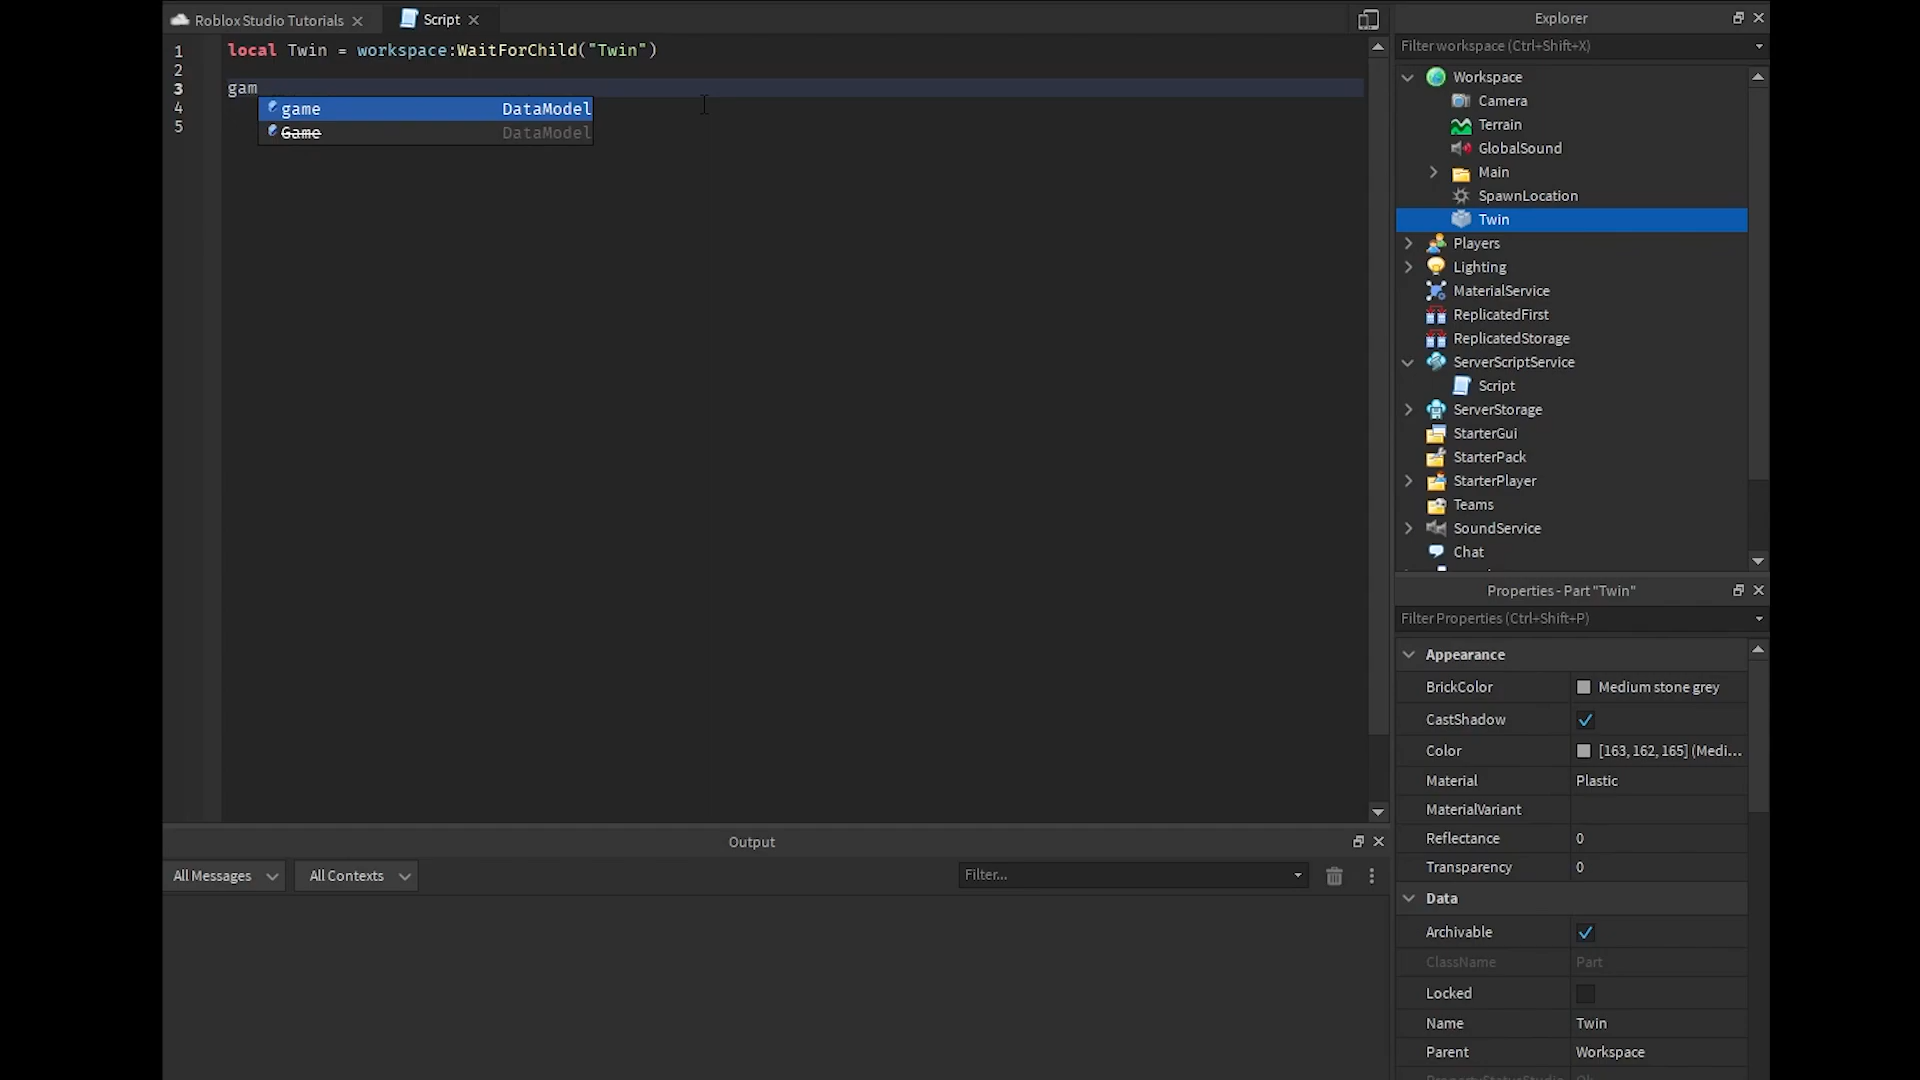 Roblox Studio Tutorials
Script
1 local Twin = workspace:WaitForChild("Twin")
2
3 gam
4
5
game DataModel
Game DataModel
Explorer
Filter workspace (Ctrl+Shift+X)
Workspace
Camera
Terrain
GlobalSound
Main
SpawnLocation
Twin
Players
Lighting
MaterialService
ReplicatedFirst
ReplicatedStorage
ServerScriptService
Script
ServerStorage
StarterGui
StarterPack
StarterPlayer
Teams
SoundService
Chat
Properties - Part "Twin"
Filter Properties (Ctrl+Shift+P)
Appearance
BrickColor Medium stone grey
CastShadow
Color [163, 162, 165] (Medi...
Material Plastic
MaterialVariant
Reflectance 0
Transparency 0
Data
Archivable
ClassName Part
Locked
Name Twin
Parent Workspace
Output
All Messages
All Contexts
Filter...